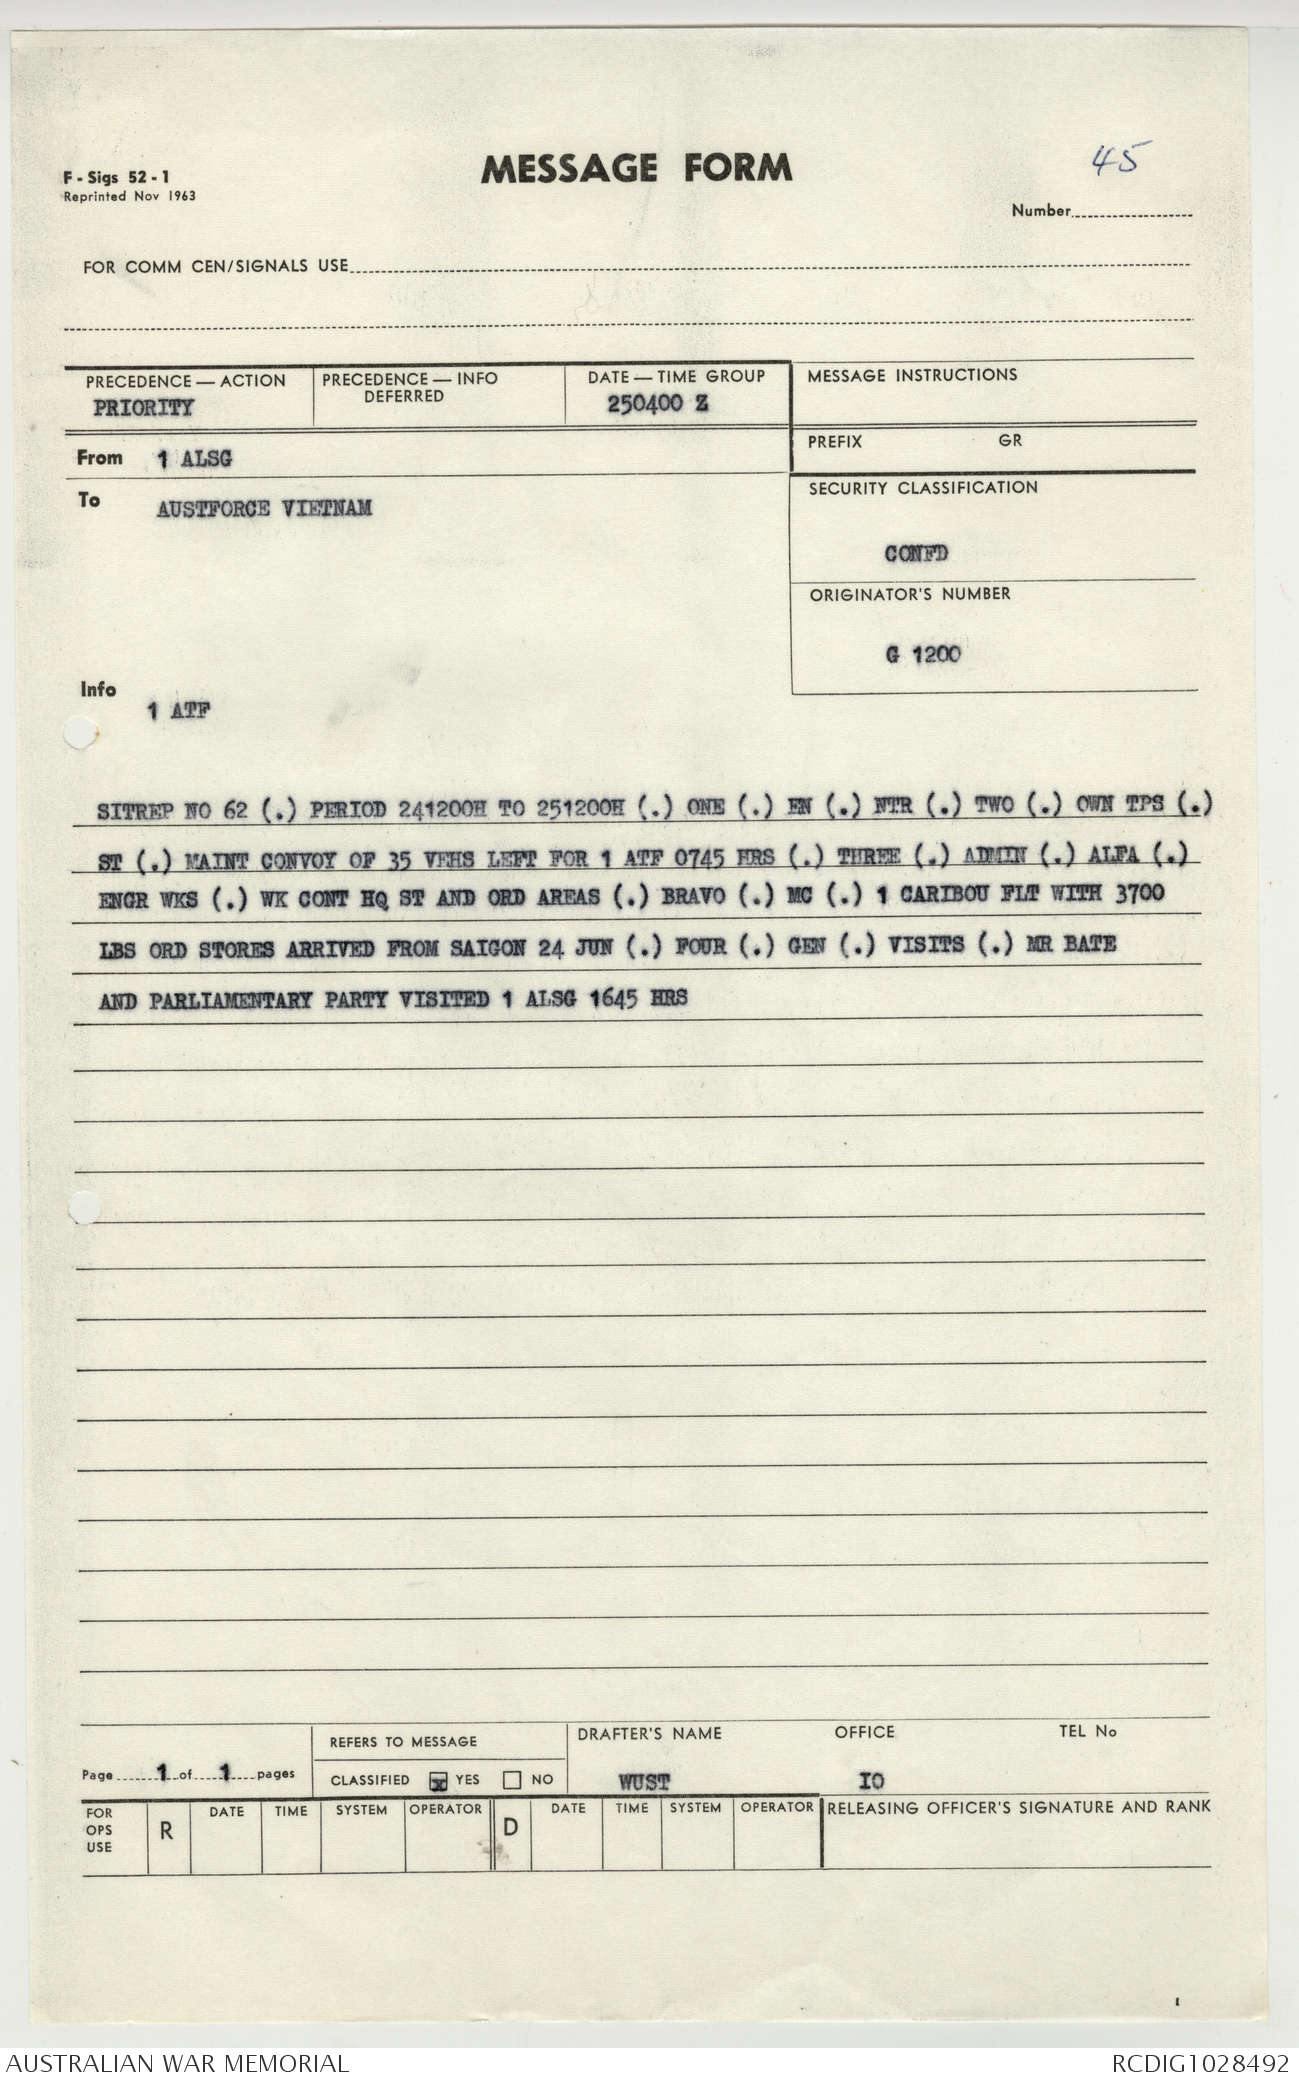 45
MESSAGE FORM
F - Sigs 52 - 1
Reprinted Nov 1963
Number
FOR COMM CEN/SIGNALS USE
PRECEDENCE — ACTION
PRIORITY
PRECEDENCE — INFO
DEFERRED
DATE — TIME GROUP
250400 Z
MESSAGE INSTRUCTIONS
PREFIX GR
From 1 ALSG
To AUSTFORCE VIETNAM
SECURITY CLASSIFICATION
CONFD
ORIGINATOR'S NUMBER
G 1200
Info
1 ATF
SITREP NO 62 (.) PERIOD 241200H TO 251200H (.) ONE (.) EN (.) NTR (.) TWO (.) OWN TPS (.)
ST (.) MAINT CONVOY OF 35 VEHS LEFT FOR 1 ATF 0745 HRS (.) THREE (.) ADMIN (.) ALFA (.)
ENGR WKS (.) WK CONT HQ ST AND ORD AREAS (.) BRAVO (.) MC (.) 1 CARIBOU FLT WITH 3700
LBS ORD STORES ARRIVED FROM SAIGON 24 JUN (.) FOUR (.) GEN (.) VISITS (.) MR BATE
AND PARLIAMENTARY PARTY VISITED 1 ALSG 1645 HRS
Page 1 of 1 pages
REFERS TO MESSAGE
CLASSIFIED x YES NO
DRAFTER'S NAME OFFICE TEL No
WUST IO
FOR OPS USE
R DATE TIME SYSTEM OPERATOR D DATE TIME SYSTEM OPERATOR
RELEASING OFFICER'S SIGNATURE AND RANK
AUSTRALIAN WAR MEMORIAL
RCDIG1028492